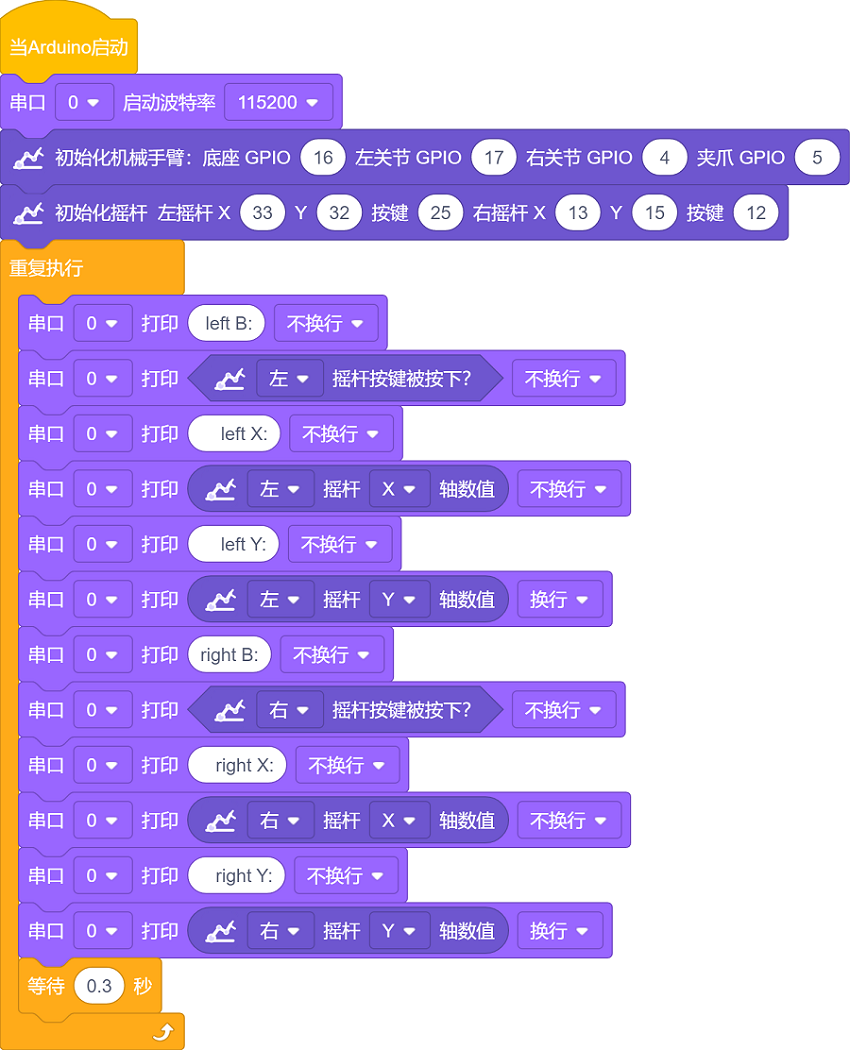 当Arduino启动
串口 0 启动波特率 115200
初始化机械手臂：底座 GPIO 16 左关节 GPIO 17 右关节 GPIO 4 夹爪 GPIO 5
初始化摇杆 左摇杆 X 33 Y 32 按键 25 右摇杆 X 13 Y 15 按键 12
重复执行
串口 0 打印 left B: 不换行
串口 0 打印 左 摇杆按键被按下？ 不换行
串口 0 打印 left X: 不换行
串口 0 打印 左 摇杆 X 轴数值 不换行
串口 0 打印 left Y: 不换行
串口 0 打印 左 摇杆 Y 轴数值 换行
串口 0 打印 right B: 不换行
串口 0 打印 右 摇杆按键被按下？ 不换行
串口 0 打印 right X: 不换行
串口 0 打印 右 摇杆 X 轴数值 不换行
串口 0 打印 right Y: 不换行
串口 0 打印 右 摇杆 Y 轴数值 换行
等待 0.3 秒